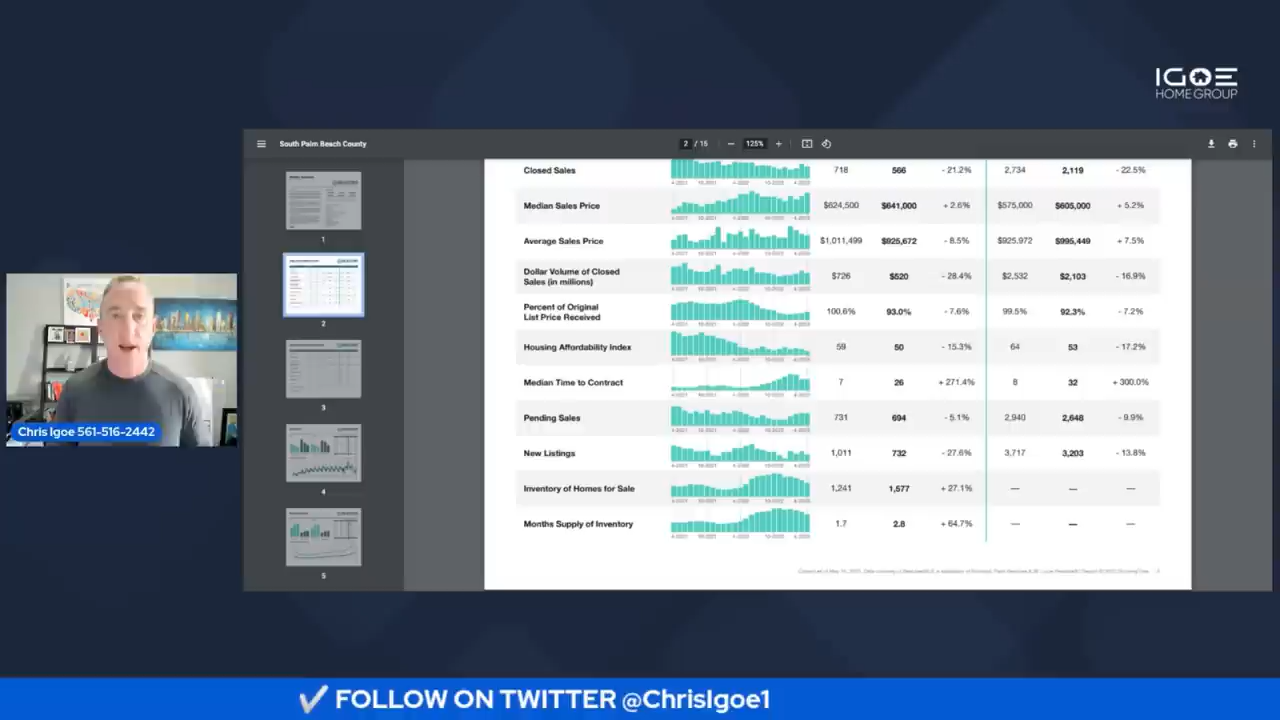 IGOE
HOME GROUP
South Palm Beach County
2 / 15
125%
Closed Sales 718 566 - 21.2% 2,734 2,119 - 22.5%
Median Sales Price $624,500 $641,000 + 2.6% $575,000 $605,000 + 5.2%
Average Sales Price $1,011,499 $925,672 - 8.5% $925,972 $995,449 + 7.5%
Dollar Volume of Closed
Sales (in millions) $726 $520 - 28.4% $2,532 $2,103 - 16.9%
Percent of Original
List Price Received 100.6% 93.0% - 7.6% 99.5% 92.3% - 7.2%
Housing Affordability Index 59 50 - 15.3% 64 53 - 17.2%
Median Time to Contract 7 26 + 271.4% 8 32 + 300.0%
Pending Sales 731 694 - 5.1% 2,940 2,648 - 9.9%
New Listings 1,011 732 - 27.6% 3,717 3,203 - 13.8%
Inventory of Homes for Sale 1,241 1,577 + 27.1% — — —
Months Supply of Inventory 1.7 2.8 + 64.7% — — —
1
2
3
4
5
Chris Igoe 561-516-2442
FOLLOW ON TWITTER @ChrisIgoe1